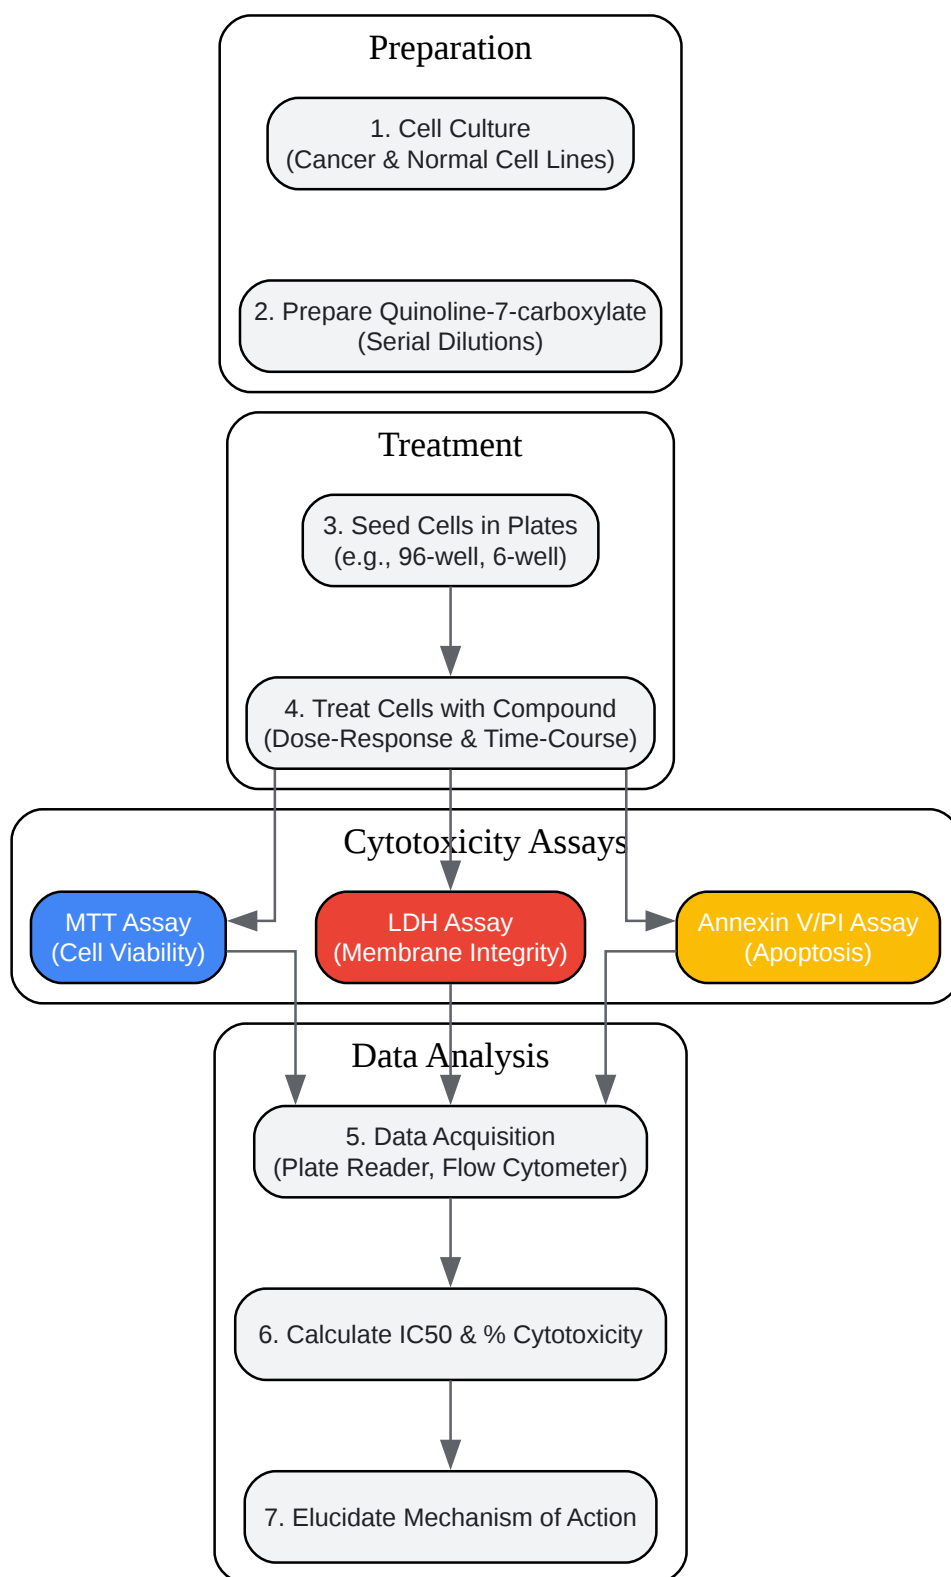 Preparation
1. Cell Culture
(Cancer & Normal Cell Lines)
2. Prepare Quinoline-7-carboxylate
(Serial Dilutions)
Treatment
3. Seed Cells in Plates
(e.g., 96-well, 6-well)
4. Treat Cells with Compound
(Dose-Response & Time-Course)
Cytotoxicity Assays
MTT Assay
(Cell Viability)
LDH Assay
(Membrane Integrity)
Annexin V/PI Assay
(Apoptosis)
Data Analysis
5. Data Acquisition
(Plate Reader, Flow Cytometer)
6. Calculate IC50 & % Cytotoxicity
7. Elucidate Mechanism of Action